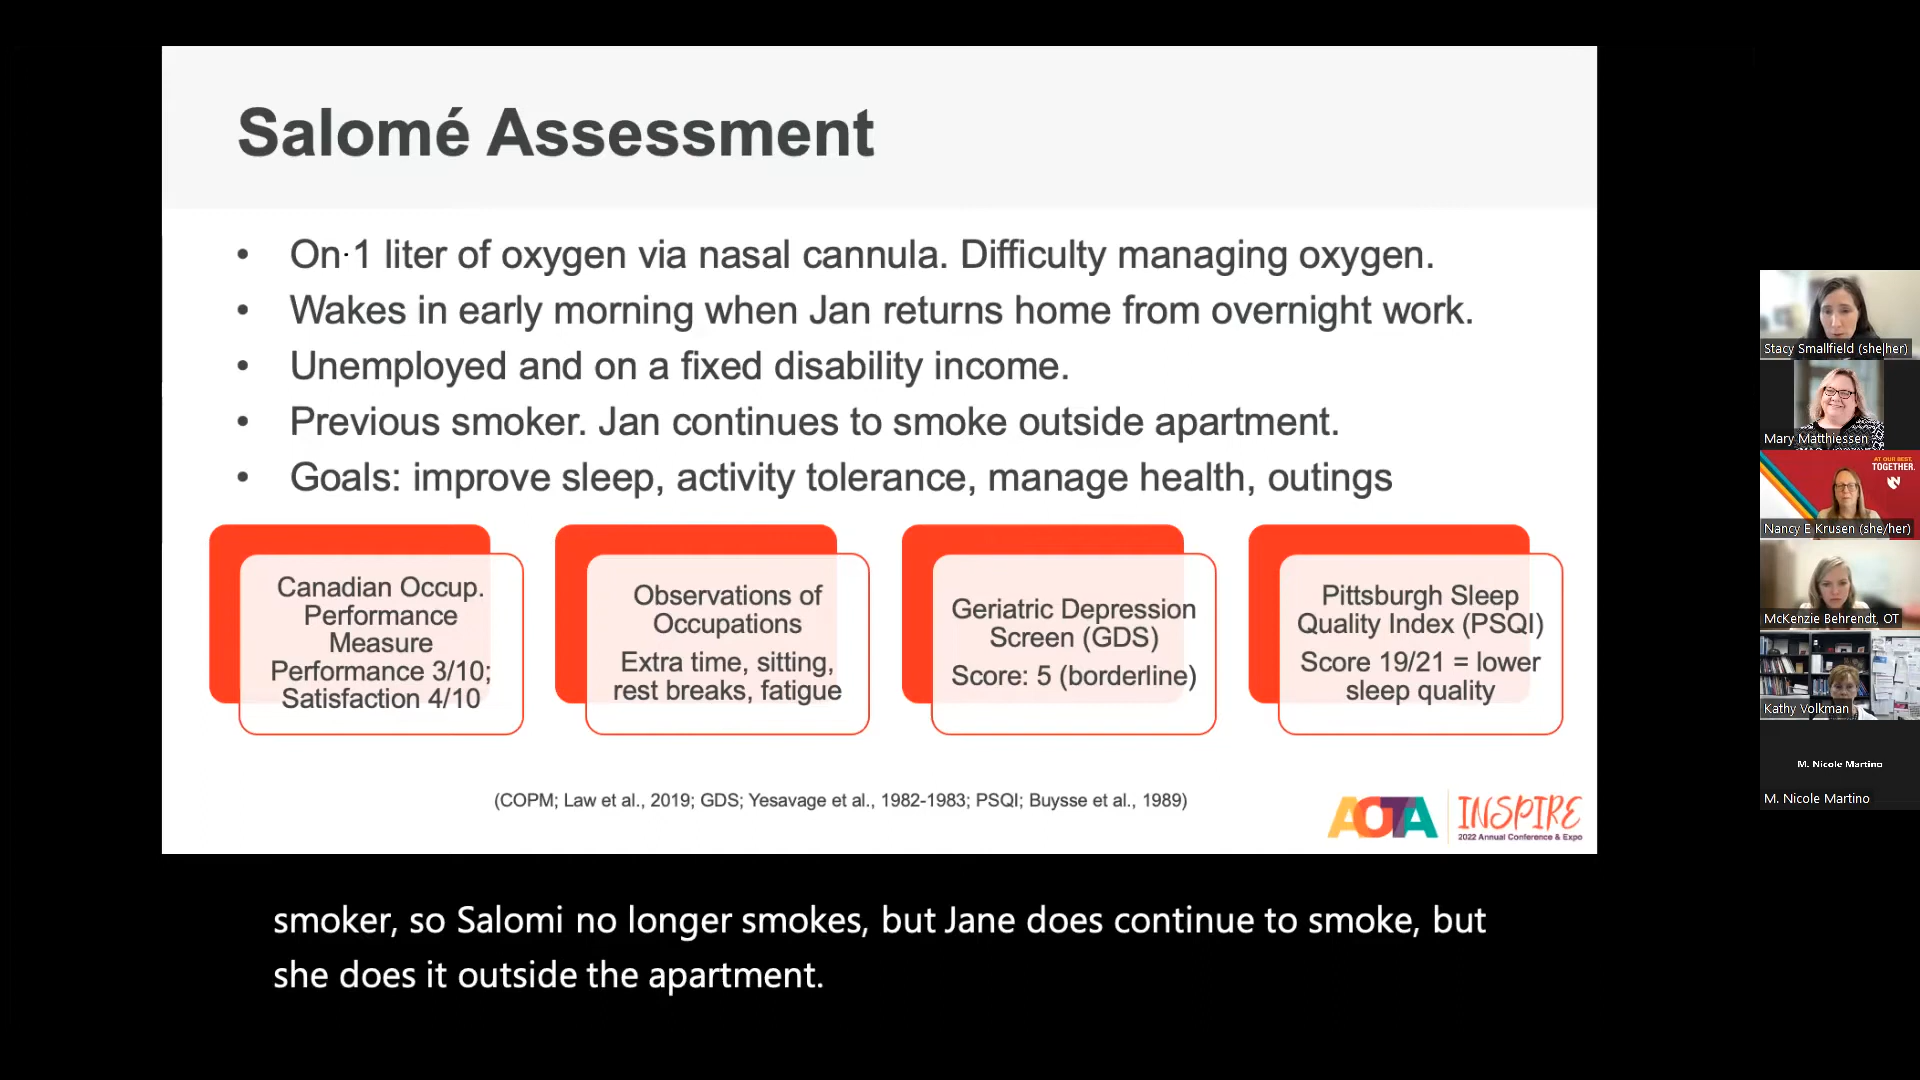 Salomé Assessment
• On 1 liter of oxygen via nasal cannula. Difficulty managing oxygen.
• Wakes in early morning when Jan returns home from overnight work.
• Unemployed and on a fixed disability income.
• Previous smoker. Jan continues to smoke outside apartment.
• Goals: improve sleep, activity tolerance, manage health, outings
Canadian Occup.
Performance
Measure
Performance 3/10;
Satisfaction 4/10
Observations of
Occupations
Extra time, sitting,
rest breaks, fatigue
Geriatric Depression
Screen (GDS)
Score: 5 (borderline)
Pittsburgh Sleep
Quality Index (PSQI)
Score 19/21 = lower
sleep quality
(COPM; Law et al., 2019; GDS; Yesavage et al., 1982-1983; PSQI; Buysse et al., 1989)
AOTA
INSPIRE
2022 Annual Conference & Expo
smoker, so Salomi no longer smokes, but Jane does continue to smoke, but
she does it outside the apartment.
Stacy Smallfield (she|her)
Mary Matthiessen
AT OUR BEST,
TOGETHER.
Nancy E Krusen (she/her)
McKenzie Behrendt, OT
Kathy Volkman
M. Nicole Martino
M. Nicole Martino